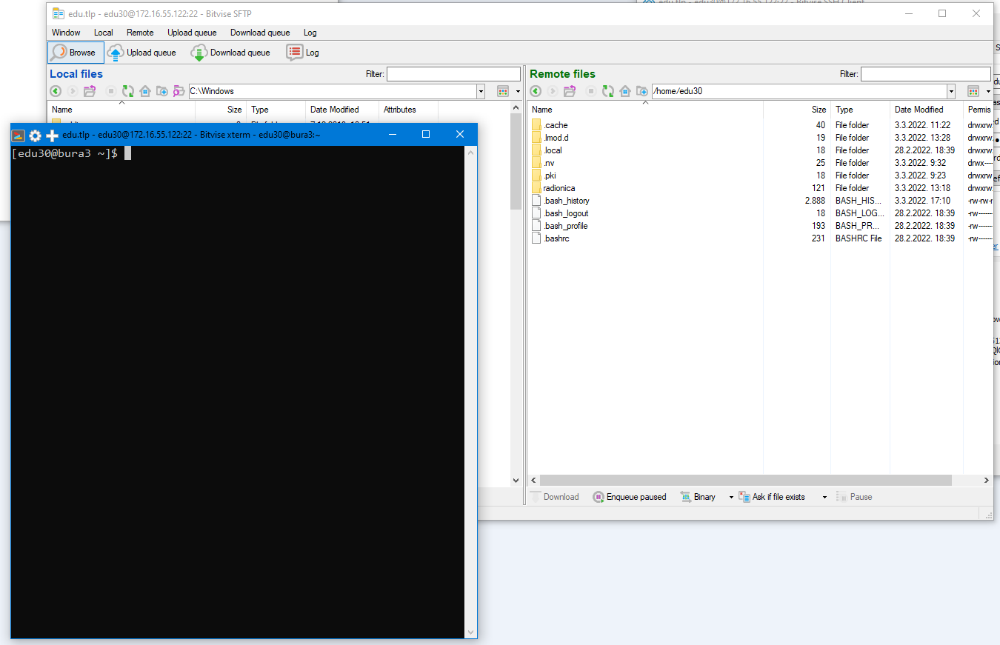 edu.tlp - edu30@172.16.55.122:22 - Bitvise SFTP
Window Local Remote Upload queue Download queue Log
Browse Upload queue Download queue Log
Local files Filter:
C:\Windows
Name Size Type Date Modified Attributes
Remote files Filter:
/home/edu30
Name Size Type Date Modified Permis
.cache 40 File folder 3.3.2022. 11:22 drwxrw
.lmod.d 19 File folder 3.3.2022. 13:28 drwxrw
.local 18 File folder 28.2.2022. 18:39 drwxrw
.nv 25 File folder 3.3.2022. 9:32 drwx----
.pki 18 File folder 3.3.2022. 9:23 drwxrw
radionica 121 File folder 3.3.2022. 13:18 drwxrw
.bash_history 2.888 BASH_HIS... 3.3.2022. 17:10 -rw-rw-r
.bash_logout 18 BASH_LOG... 28.2.2022. 18:39 -rw------
.bash_profile 193 BASH_PR... 28.2.2022. 18:39 -rw------
.bashrc 231 BASHRC File 28.2.2022. 18:39 -rw------
Download Enqueue paused Binary Ask if file exists Pause
edu.tlp - edu30@172.16.55.122:22 - Bitvise xterm - edu30@bura3:~
[edu30@bura3 ~]$